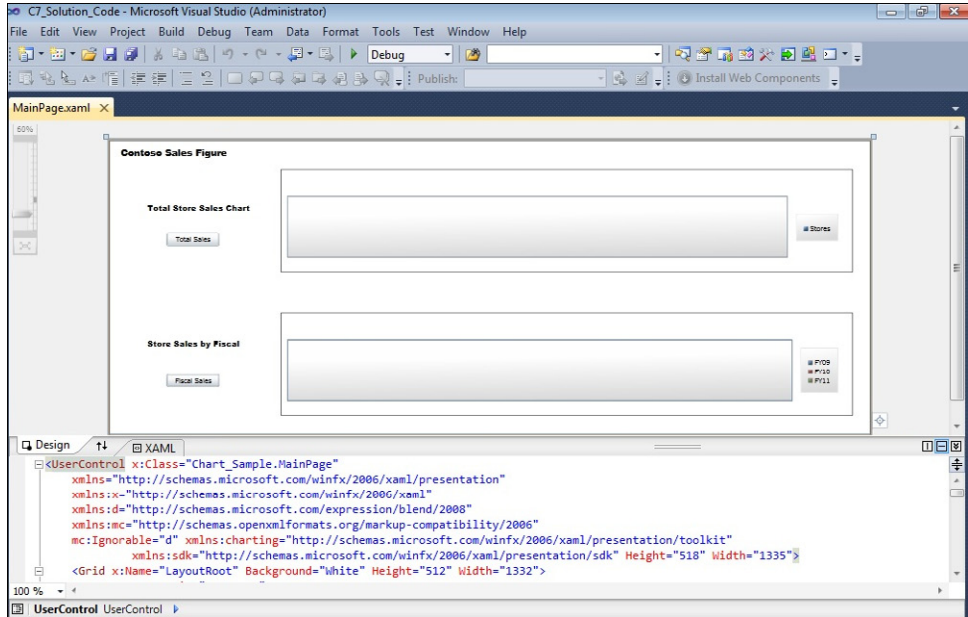 C7_Solution_Code - Microsoft Visual Studio (Administrator)
File Edit View Project Build Debug Team Data Format Tools Test Window Help
Debug
Publish: Install Web Components
MainPage.xaml
60%
Contoso Sales Figure
Total Store Sales Chart
Total Sales
Stores
Store Sales by Fiscal
Fiscal Sales
FY09
FY10
FY11
Design XAML
<UserControl x:Class="Chart_Sample.MainPage"
xmlns="http://schemas.microsoft.com/winfx/2006/xaml/presentation"
xmlns:x="http://schemas.microsoft.com/winfx/2006/xaml"
xmlns:d="http://schemas.microsoft.com/expression/blend/2008"
xmlns:mc="http://schemas.openxmlformats.org/markup-compatibility/2006"
mc:Ignorable="d" xmlns:charting="http://schemas.microsoft.com/winfx/2006/xaml/presentation/toolkit"
xmlns:sdk="http://schemas.microsoft.com/winfx/2006/xaml/presentation/sdk" Height="518" Width="1335">
<Grid x:Name="LayoutRoot" Background="White" Height="512" Width="1332">
100 %
UserControl UserControl